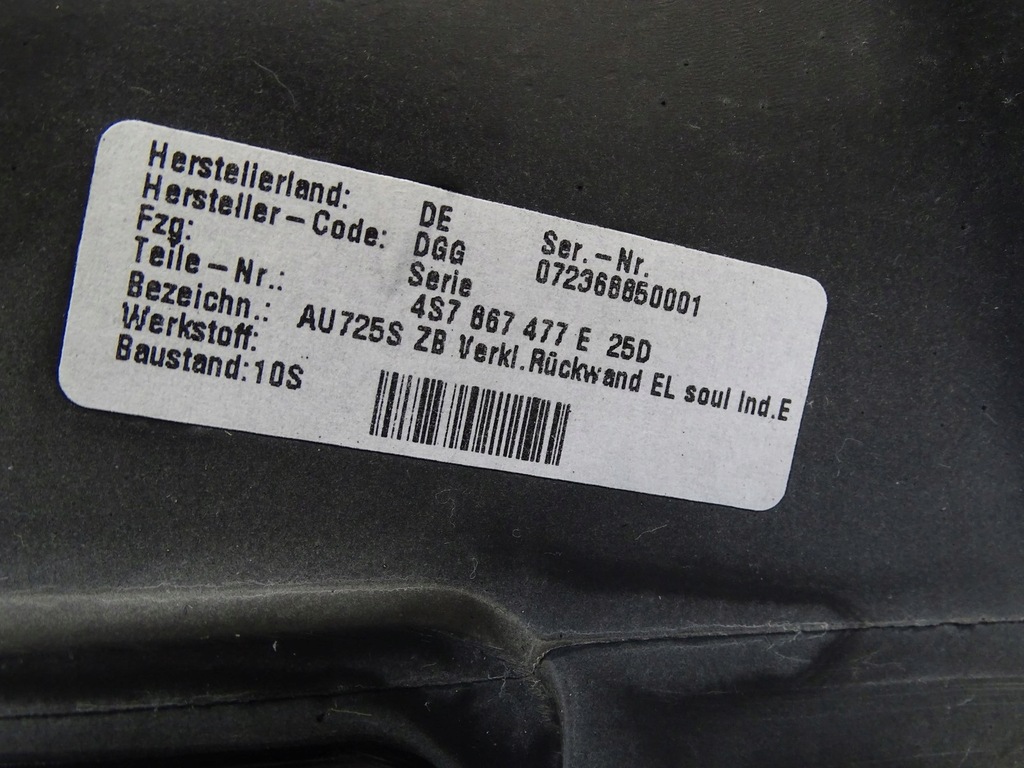 Herstellerland: DE Ser.-Nr.
Hersteller-Code: DGG 072368850001
Fzg: Serie
Teile-Nr.: 4S7 867 477 E 25D
Bezeichn.: AU725S ZB Verkl.Rückwand EL soul Ind.E
Werkstoff:
Baustand:10S